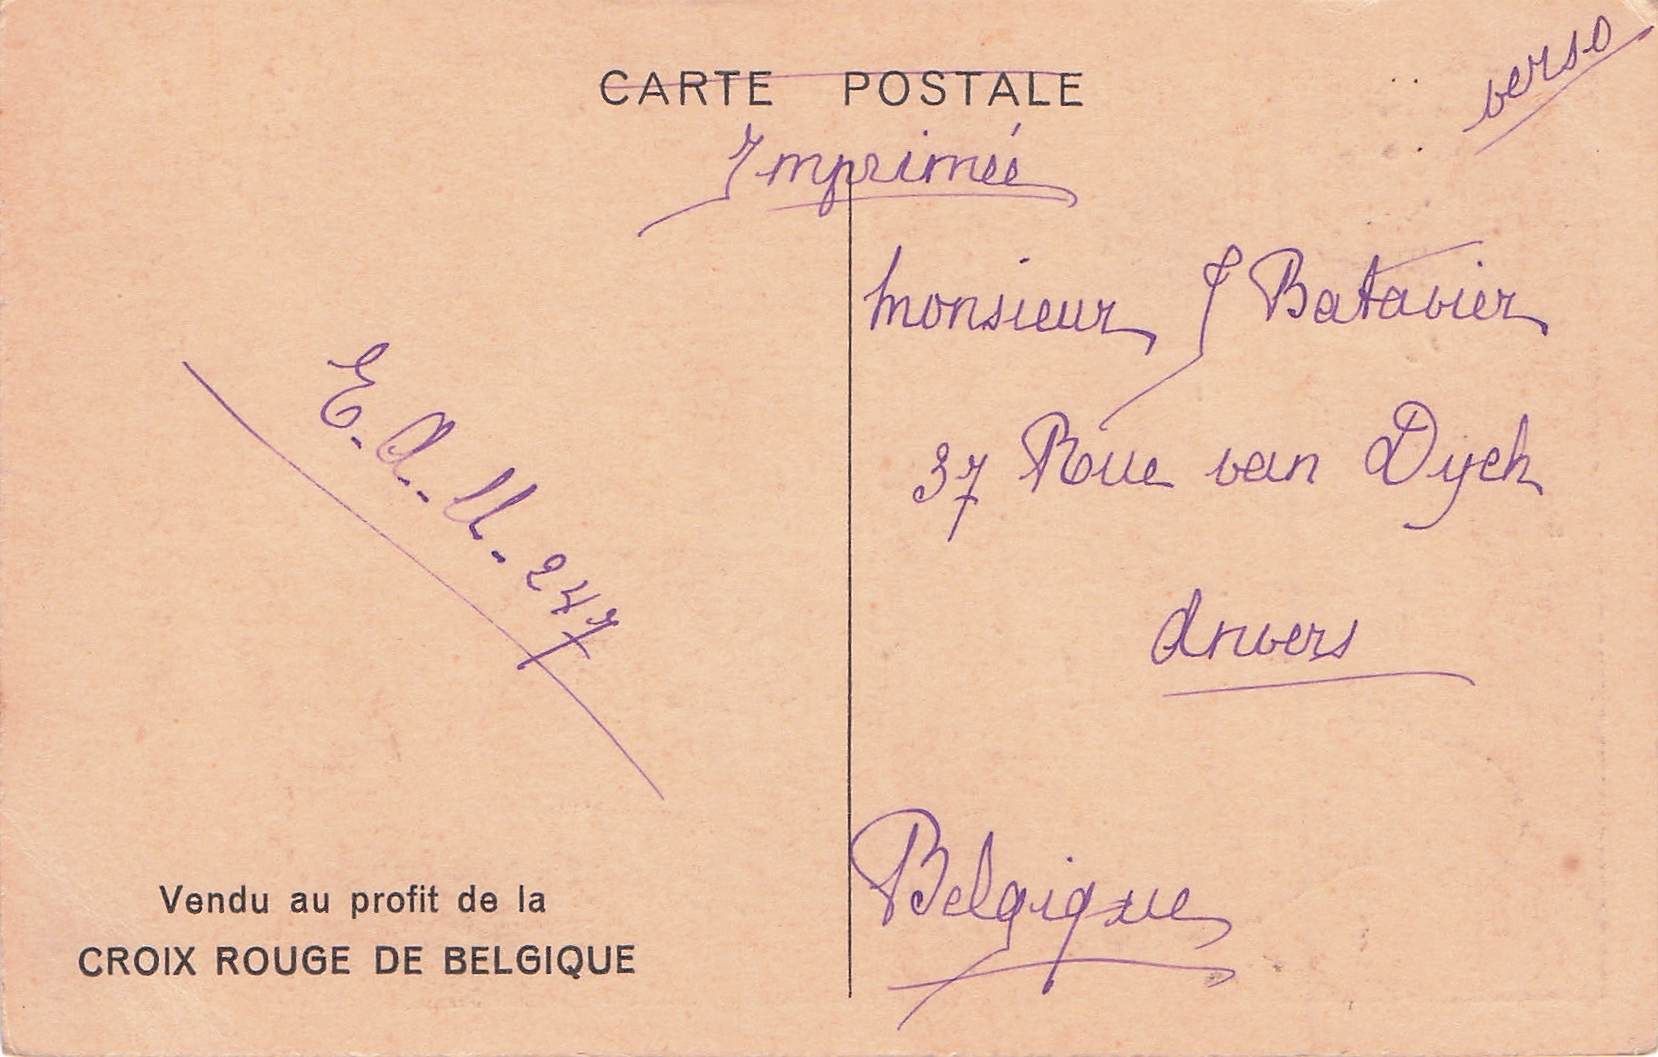 verso
CARTE POSTALE
Imprimée
Monsieur J Batavier
37 Rue van Dyck
Anvers
Belgique
E.A.U. 247
Vendu au profit de la
CROIX ROUGE DE BELGIQUE